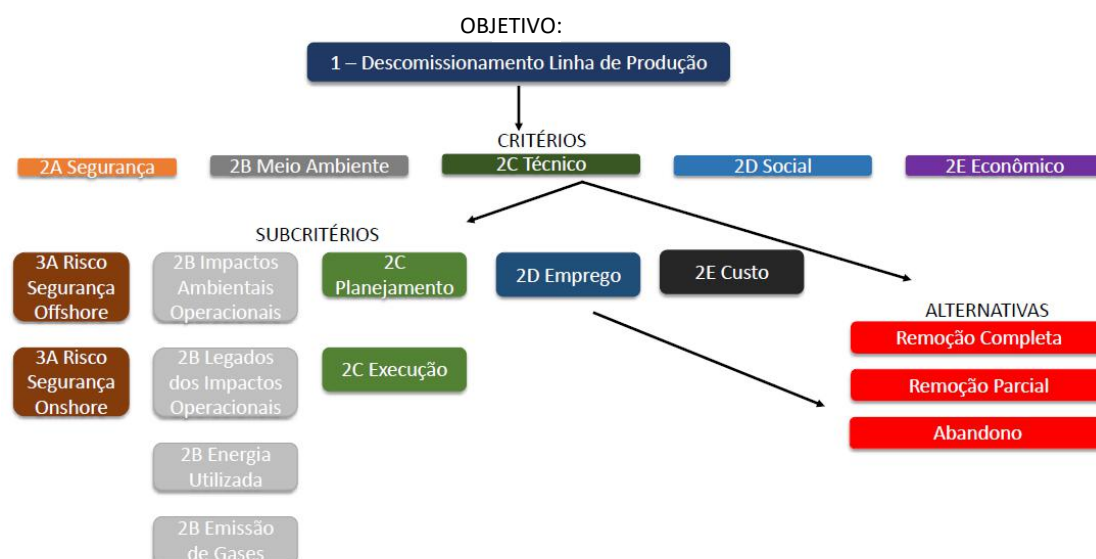 OBJETIVO:
1 – Descomissionamento Linha de Produção
CRITÉRIOS
2A Segurança
2B Meio Ambiente
2C Técnico
2D Social
2E Econômico
SUBCRITÉRIOS
3A Risco
Segurança
Offshore
2B Impactos
Ambientais
Operacionais
2C
Planejamento
2D Emprego
2E Custo
ALTERNATIVAS
Remoção Completa
3A Risco
Segurança
Onshore
2B Legados
dos Impactos
Operacionais
2C Execução
Remoção Parcial
Abandono
2B Energia
Utilizada
2B Emissão
de Gases